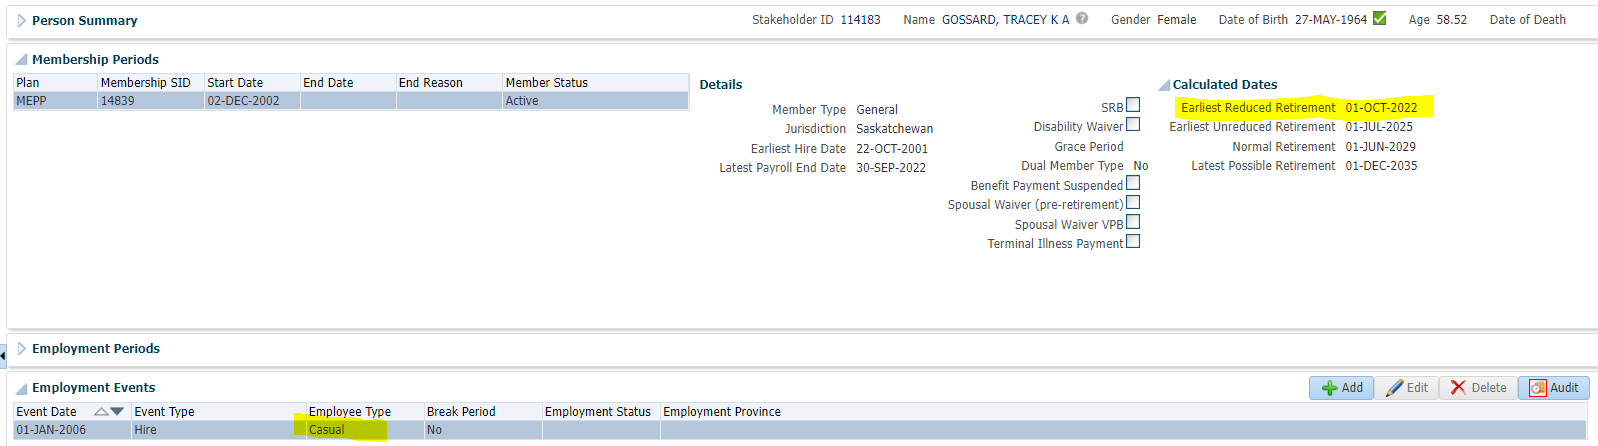 Person Summary Stakeholder ID 114183 Name GOSSARD, TRACEY K A ? Gender Female Date of Birth 27-MAY-1964 Age 58.52 Date of Death
Membership Periods
Plan Membership SID Start Date End Date End Reason Member Status
MEPP 14839 02-DEC-2002 Active
Details
Member Type General
Jurisdiction Saskatchewan
Earliest Hire Date 22-OCT-2001
Latest Payroll End Date 30-SEP-2022
SRB
Disability Waiver
Grace Period
Dual Member Type No
Benefit Payment Suspended
Spousal Waiver (pre-retirement)
Spousal Waiver VPB
Terminal Illness Payment
Calculated Dates
Earliest Reduced Retirement 01-OCT-2022
Earliest Unreduced Retirement 01-JUL-2025
Normal Retirement 01-JUN-2029
Latest Possible Retirement 01-DEC-2035
Employment Periods
Employment Events Add Edit Delete Audit
Event Date Event Type Employee Type Break Period Employment Status Employment Province
01-JAN-2006 Hire Casual No